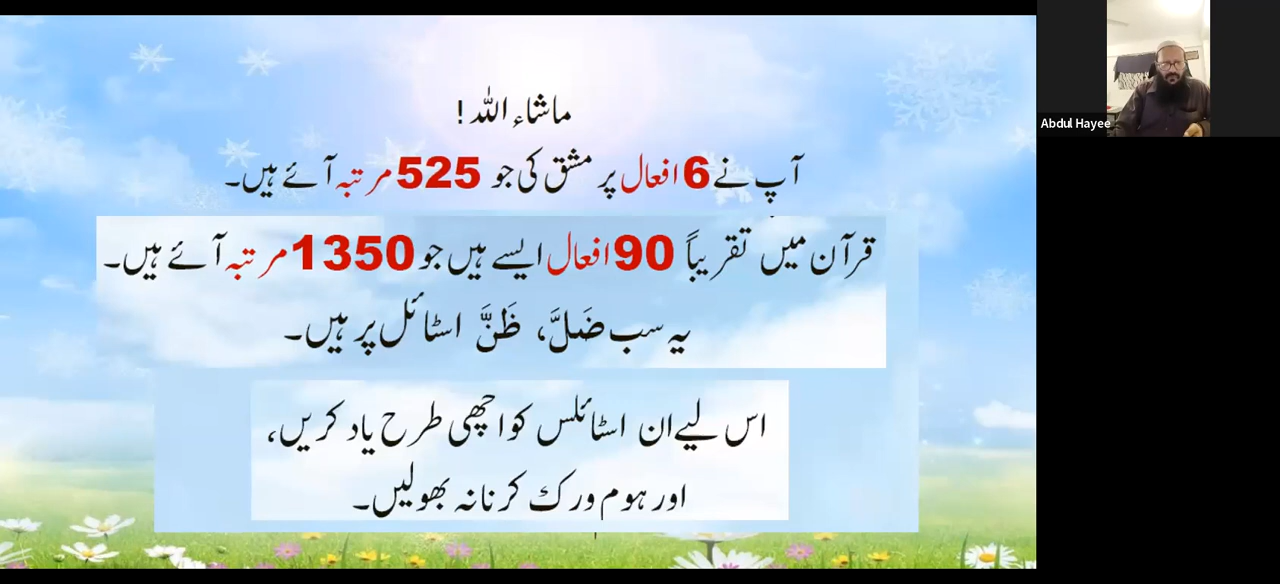 ماشاء اللہ!
آپ نے 6 افعال پر مشق کی جو 525 مرتبہ آئے ہیں۔
قرآن میں تقریباً 90 افعال ایسے ہیں جو 1350 مرتبہ آئے ہیں۔
یہ سب ضَلَّ، ظَنَّ اسٹائل پر ہیں۔
اس لیے ان اسٹائلس کو اچھی طرح یاد کریں،
اور ہوم ورک کرنا نہ بھولیں۔
Abdul Hayee